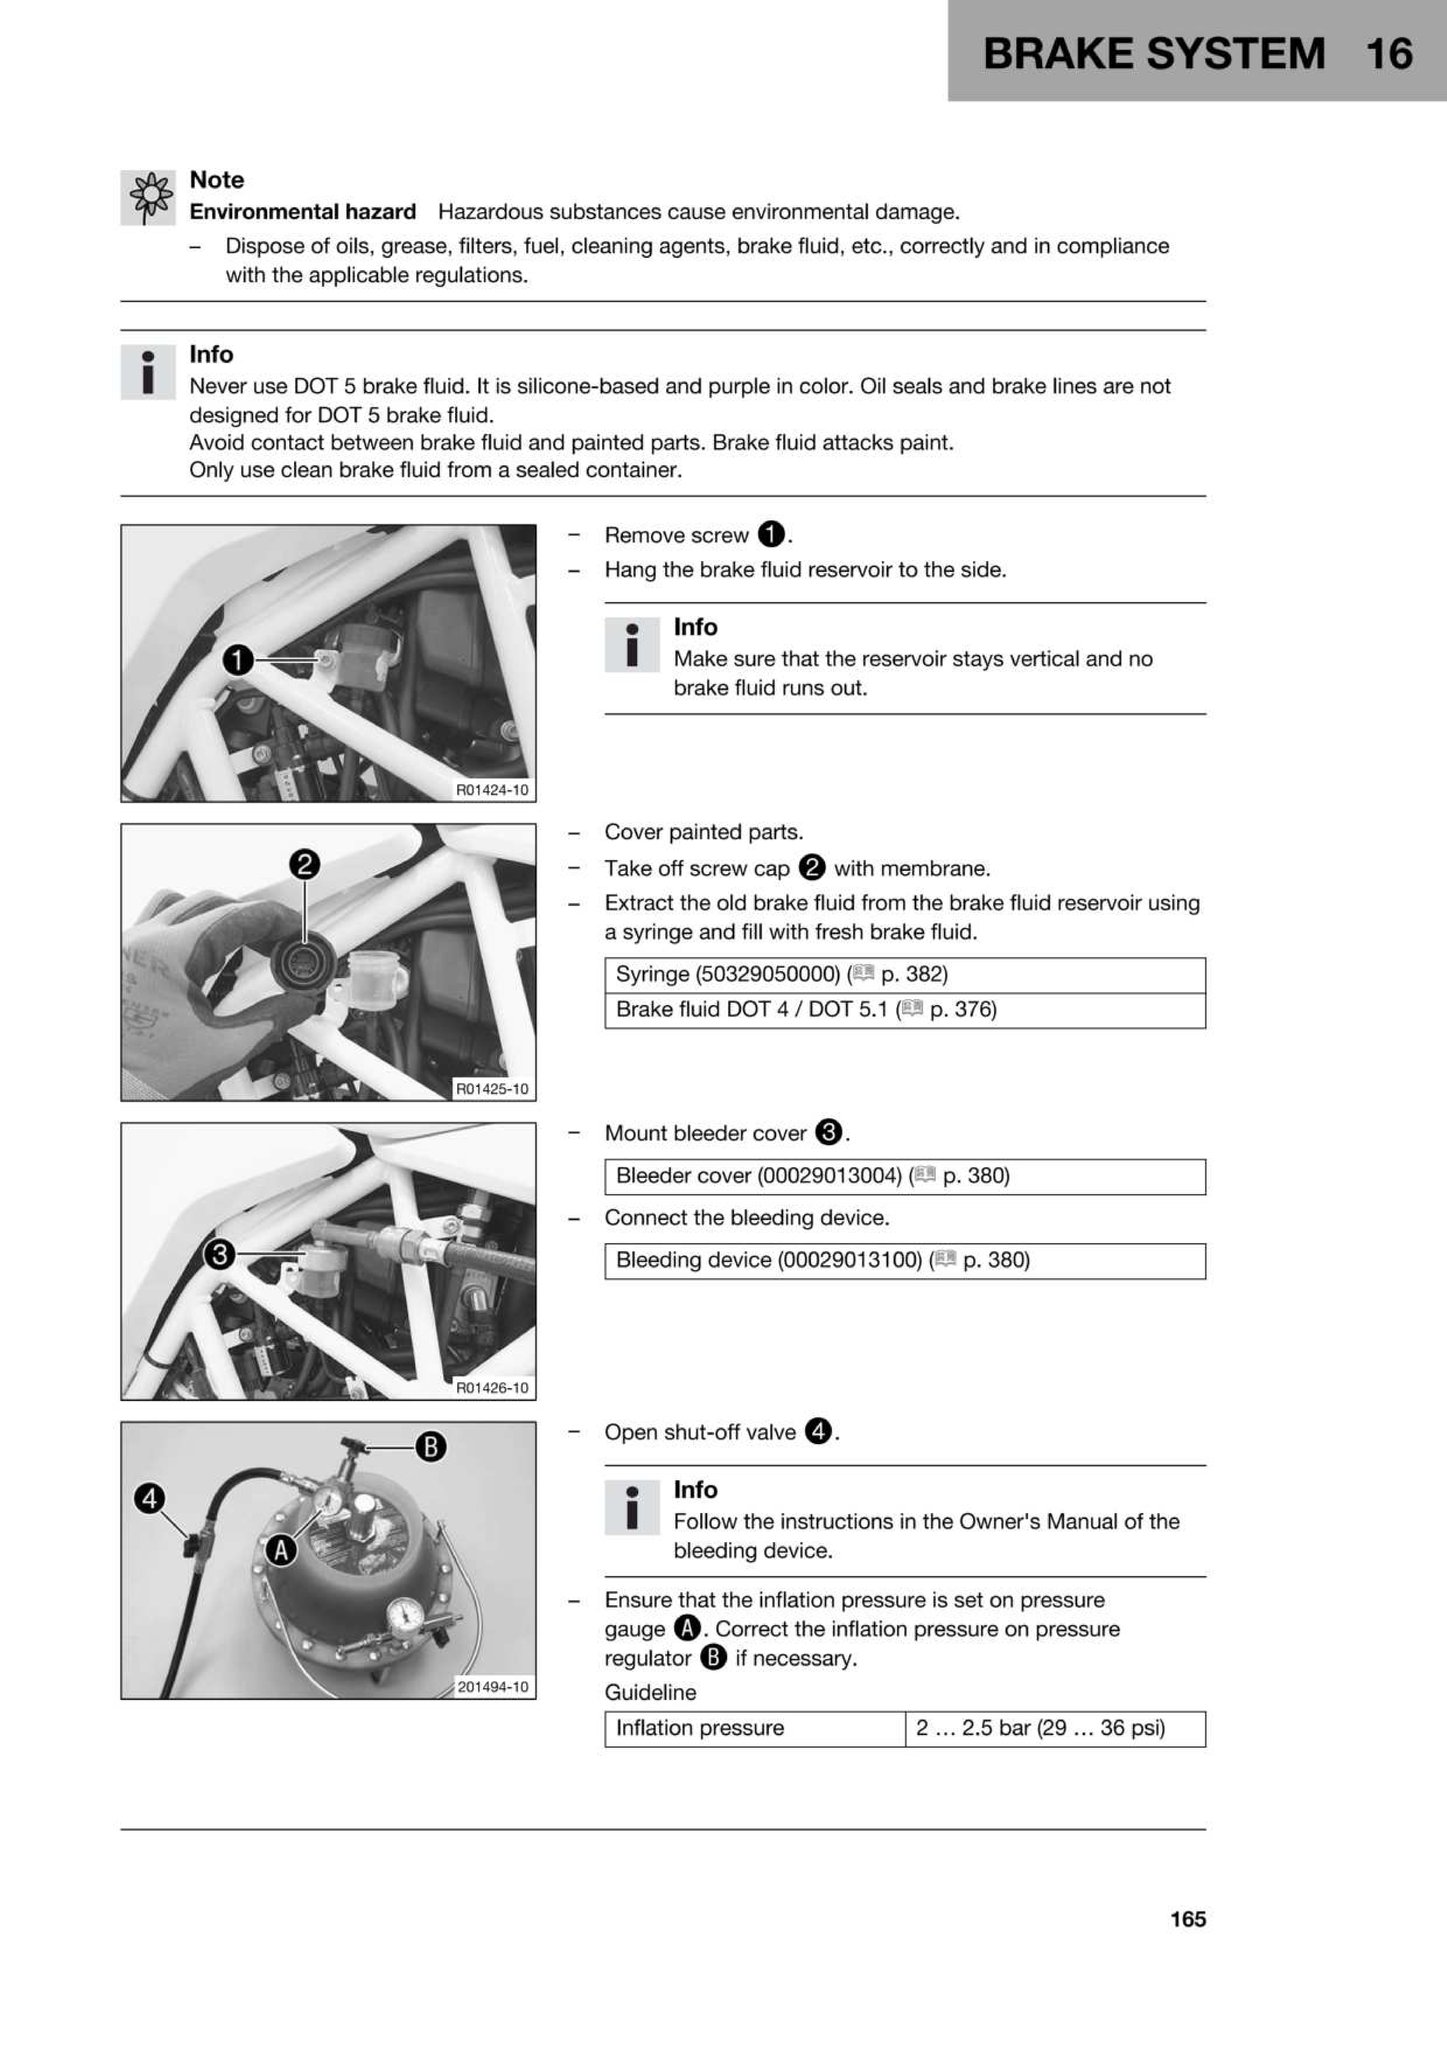 BRAKE SYSTEM 16
Note
Environmental hazard Hazardous substances cause environmental damage.
– Dispose of oils, grease, filters, fuel, cleaning agents, brake fluid, etc., correctly and in compliance
with the applicable regulations.
Info
Never use DOT 5 brake fluid. It is silicone-based and purple in color. Oil seals and brake lines are not
designed for DOT 5 brake fluid.
Avoid contact between brake fluid and painted parts. Brake fluid attacks paint.
Only use clean brake fluid from a sealed container.
1
R01424-10
– Remove screw 1.
– Hang the brake fluid reservoir to the side.
Info
Make sure that the reservoir stays vertical and no
brake fluid runs out.
2
R01425-10
– Cover painted parts.
– Take off screw cap 2 with membrane.
– Extract the old brake fluid from the brake fluid reservoir using
a syringe and fill with fresh brake fluid.
Syringe (50329050000) ( p. 382)
Brake fluid DOT 4 / DOT 5.1 ( p. 376)
3
R01426-10
– Mount bleeder cover 3.
Bleeder cover (00029013004) ( p. 380)
– Connect the bleeding device.
Bleeding device (00029013100) ( p. 380)
B
4
A
201494-10
– Open shut-off valve 4.
Info
Follow the instructions in the Owner's Manual of the
bleeding device.
– Ensure that the inflation pressure is set on pressure
gauge A. Correct the inflation pressure on pressure
regulator B if necessary.
Guideline
Inflation pressure 2 … 2.5 bar (29 … 36 psi)
165